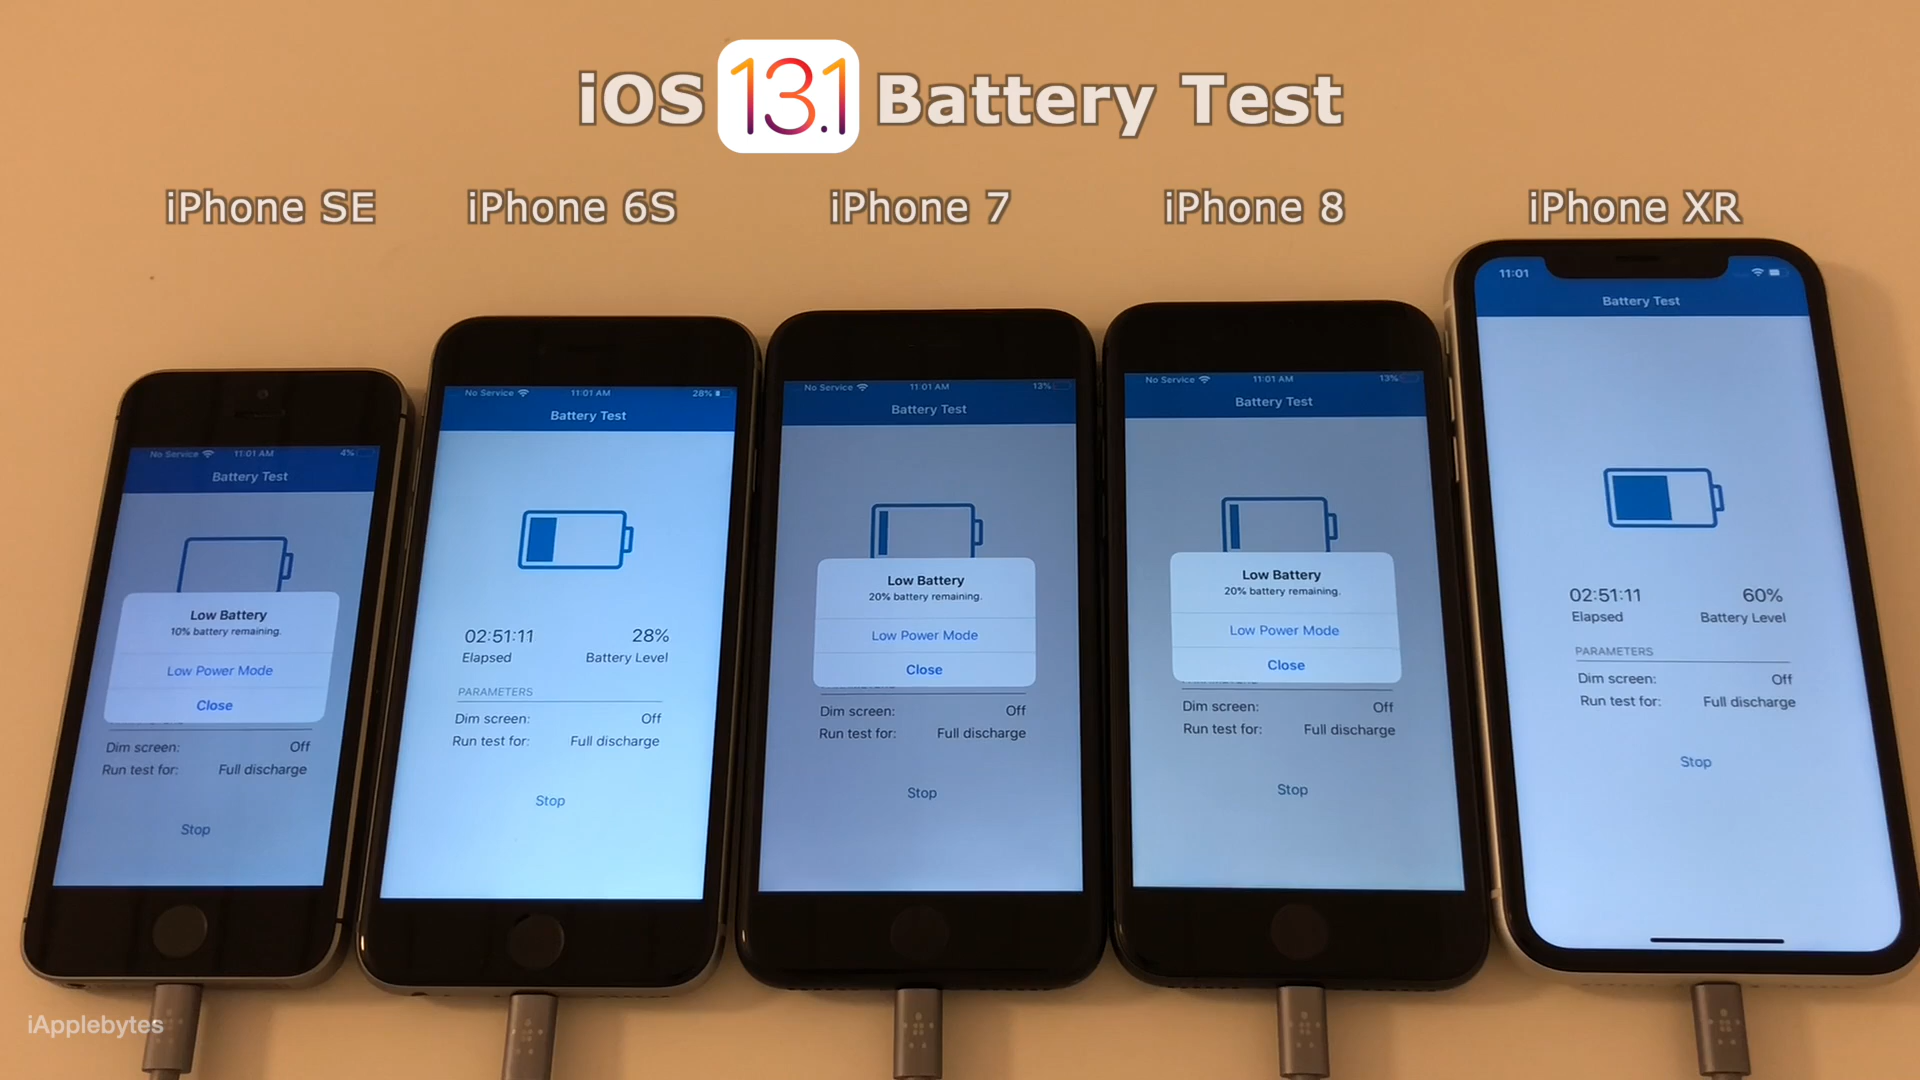 iOS 13.1 Battery Test
iPhone SE
iPhone 6S
iPhone 7
iPhone 8
iPhone XR
No Service 11:01 AM 4%
Battery Test
Low Battery
10% battery remaining.
Low Power Mode
Close
Dim screen: Off
Run test for: Full discharge
Stop
No Service 11:01 AM 28%
Battery Test
02:51:11 28%
Elapsed Battery Level
PARAMETERS
Dim screen: Off
Run test for: Full discharge
Stop
No Service 11:01 AM 13%
Battery Test
Low Battery
20% battery remaining.
Low Power Mode
Close
Dim screen: Off
Run test for: Full discharge
Stop
No Service 11:01 AM 13%
Battery Test
Low Battery
20% battery remaining.
Low Power Mode
Close
Dim screen: Off
Run test for: Full discharge
Stop
11:01
Battery Test
02:51:11 60%
Elapsed Battery Level
PARAMETERS
Dim screen: Off
Run test for: Full discharge
Stop
iApplebytes